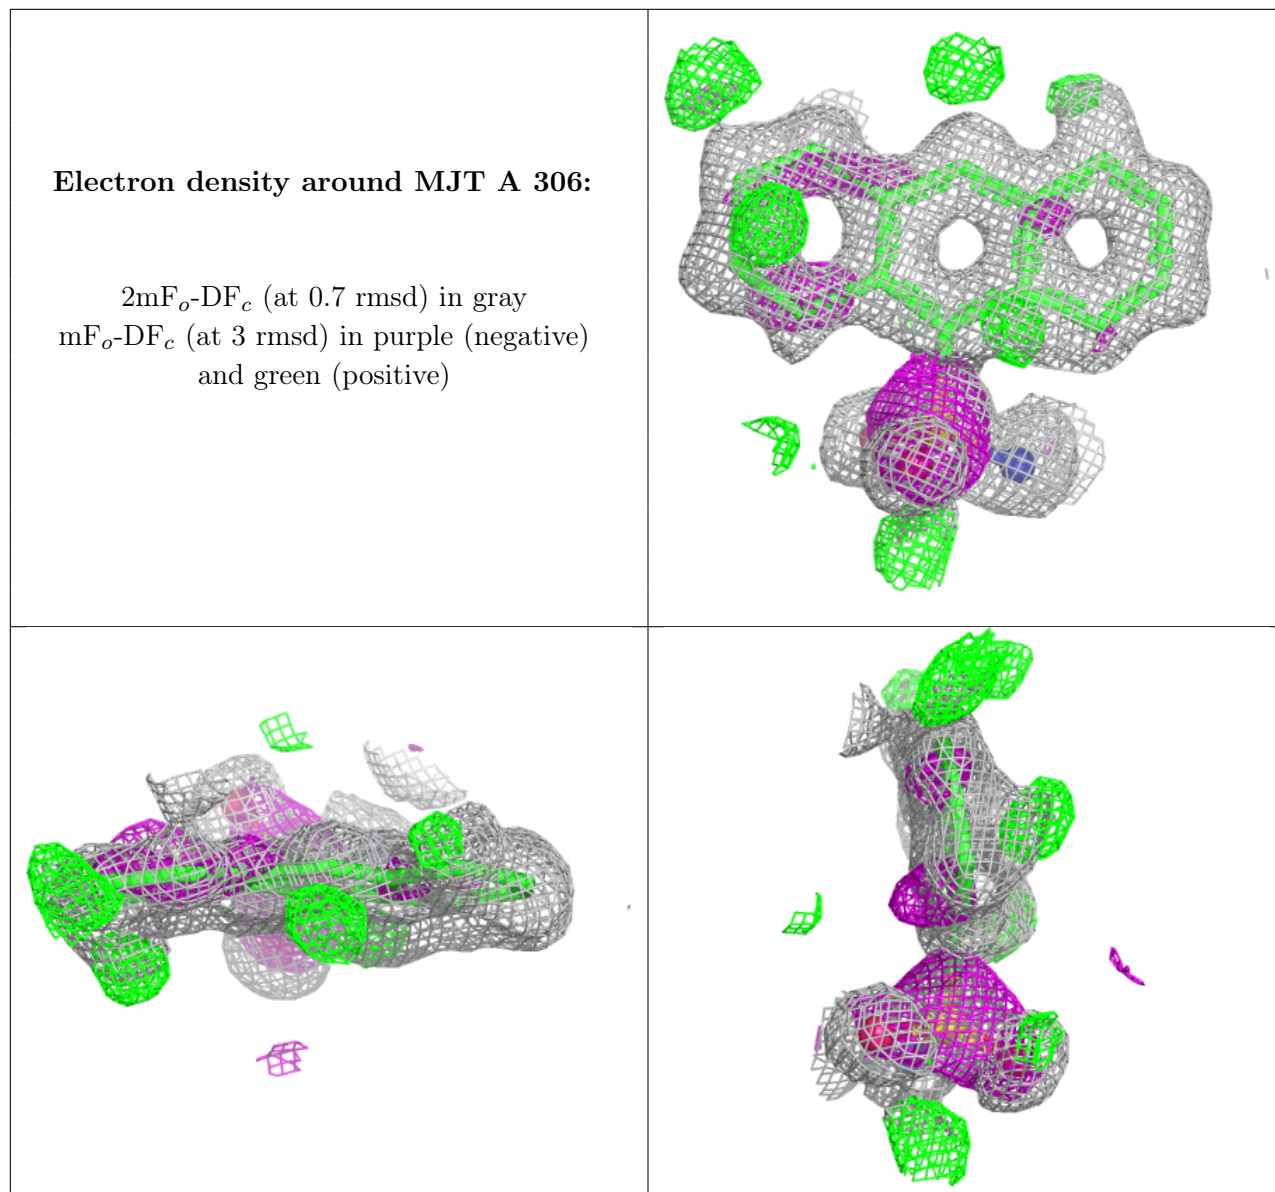 Electron density around MJT A 306:
2mFo-DFc (at 0.7 rmsd) in gray
mFo-DFc (at 3 rmsd) in purple (negative)
and green (positive)